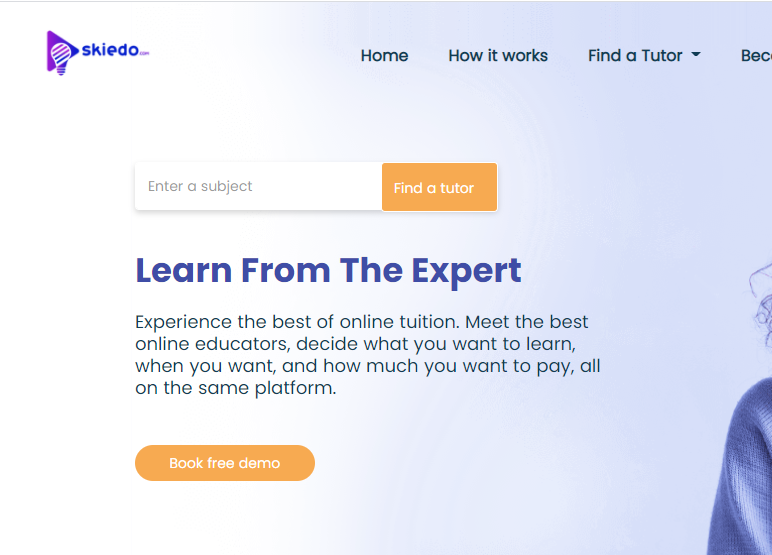 skiedo.com
Home
How it works
Find a Tutor
Bec
Enter a subject
Find a tutor
Learn From The Expert
Experience the best of online tuition. Meet the best
online educators, decide what you want to learn,
when you want, and how much you want to pay, all
on the same platform.
Book free demo